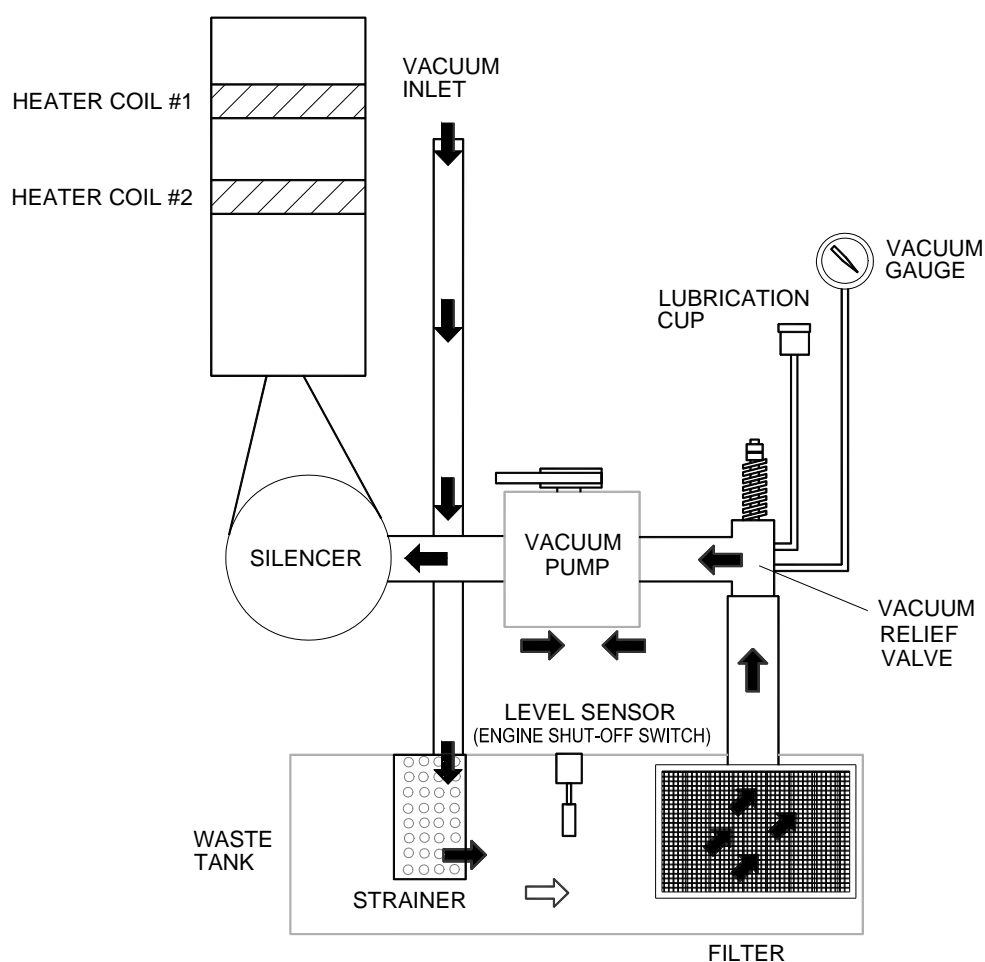 VACUUM
INLET
HEATER COIL #1
HEATER COIL #2
VACUUM
GAUGE
LUBRICATION
CUP
SILENCER
VACUUM
PUMP
VACUUM
RELIEF
VALVE
LEVEL SENSOR
(ENGINE SHUT-OFF SWITCH)
WASTE
TANK
STRAINER
FILTER